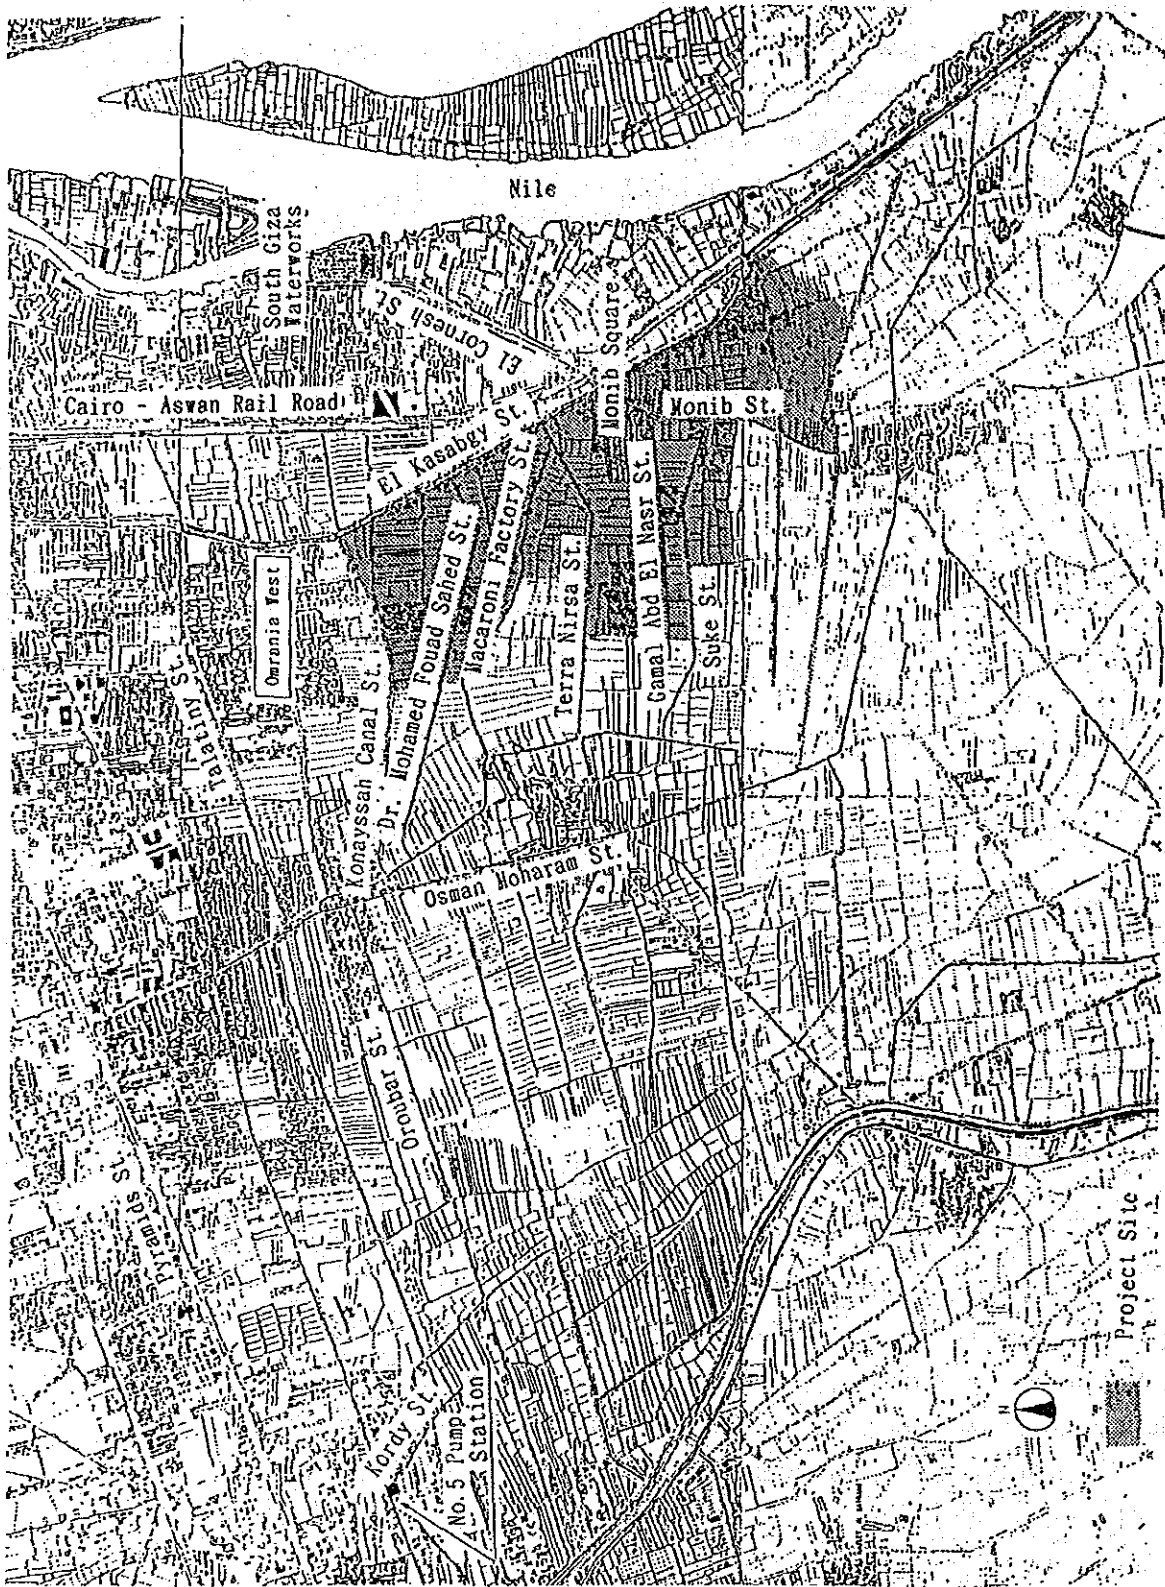 Nile
South Giza
Waterworks
El Cornesh St.
Cairo - Aswan Rail Road
Monib Square
El Kasabgy St.
Monib St.
Macaroni Factory St.
Dr. Mohamed Fouad Sahed St.
Terra Nirsa St.
Gamal Abd El Nasr St.
Suke St.
Omrania West
Talatiny St.
Konayssah Canal St.
Osman Moharam St.
Oroubar St.
Pyramids St.
Kordy St.
No. 5 Pump
Station
N
Project Site